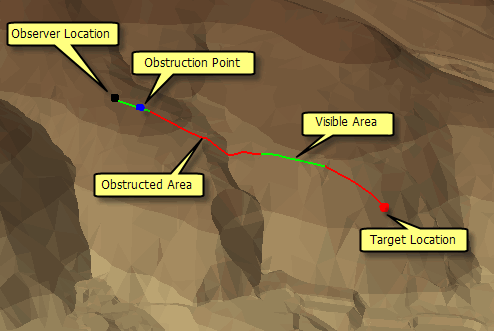 Observer Location
Obstruction Point
Visible Area
Obstructed Area
Target Location